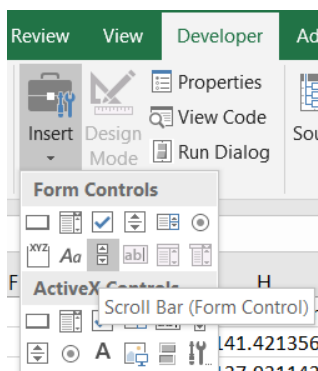 Review View Developer Ad
Properties
View Code
Insert Design Mode Run Dialog Sou
Form Controls
XYZ Aa ab|
F H
ActiveX Controls
Scroll Bar (Form Control)
A 141.421356